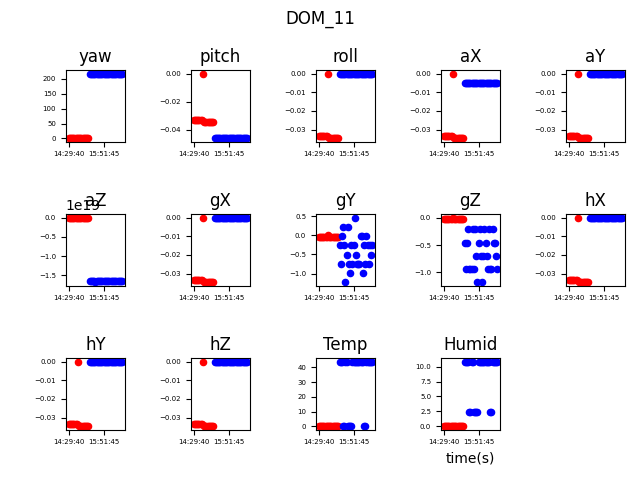 DOM_11
yaw pitch roll aX aY
200 0.00 0.00 0.00 0.00
150 −0.02 −0.01 −0.01 −0.01
100 −0.04 −0.02 −0.02 −0.02
50 −0.03 −0.03 −0.03
0
14:29:40 15:51:45 14:29:40 15:51:45 14:29:40 15:51:45 14:29:40 15:51:45 14:29:40 15:51:45
aZ gX gY gZ hX
1e19
0.0 0.00 0.5 0.0 0.00
−0.5 −0.01 0.0 −0.5 −0.01
−1.0 −0.02 −0.5 −1.0 −0.02
−1.5 −0.03 −1.0 −0.03
14:29:40 15:51:45 14:29:40 15:51:45 14:29:40 15:51:45 14:29:40 15:51:45 14:29:40 15:51:45
hY hZ Temp Humid
0.00 0.00 40 10.0
−0.01 −0.01 30 7.5
−0.02 −0.02 20 5.0
−0.03 −0.03 10 2.5
0 0.0
14:29:40 15:51:45 14:29:40 15:51:45 14:29:40 15:51:45 14:29:40 15:51:45
time(s)